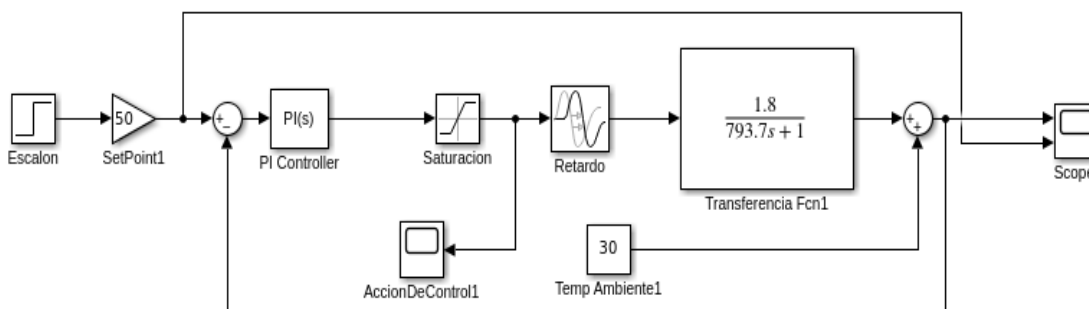 50
Escalon
SetPoint1
+
−
PI(s)
PI Controller
Saturacion
Retardo
1.8
793.7s + 1
Transferencia Fcn1
+
+
Scope
AccionDeControl1
30
Temp Ambiente1